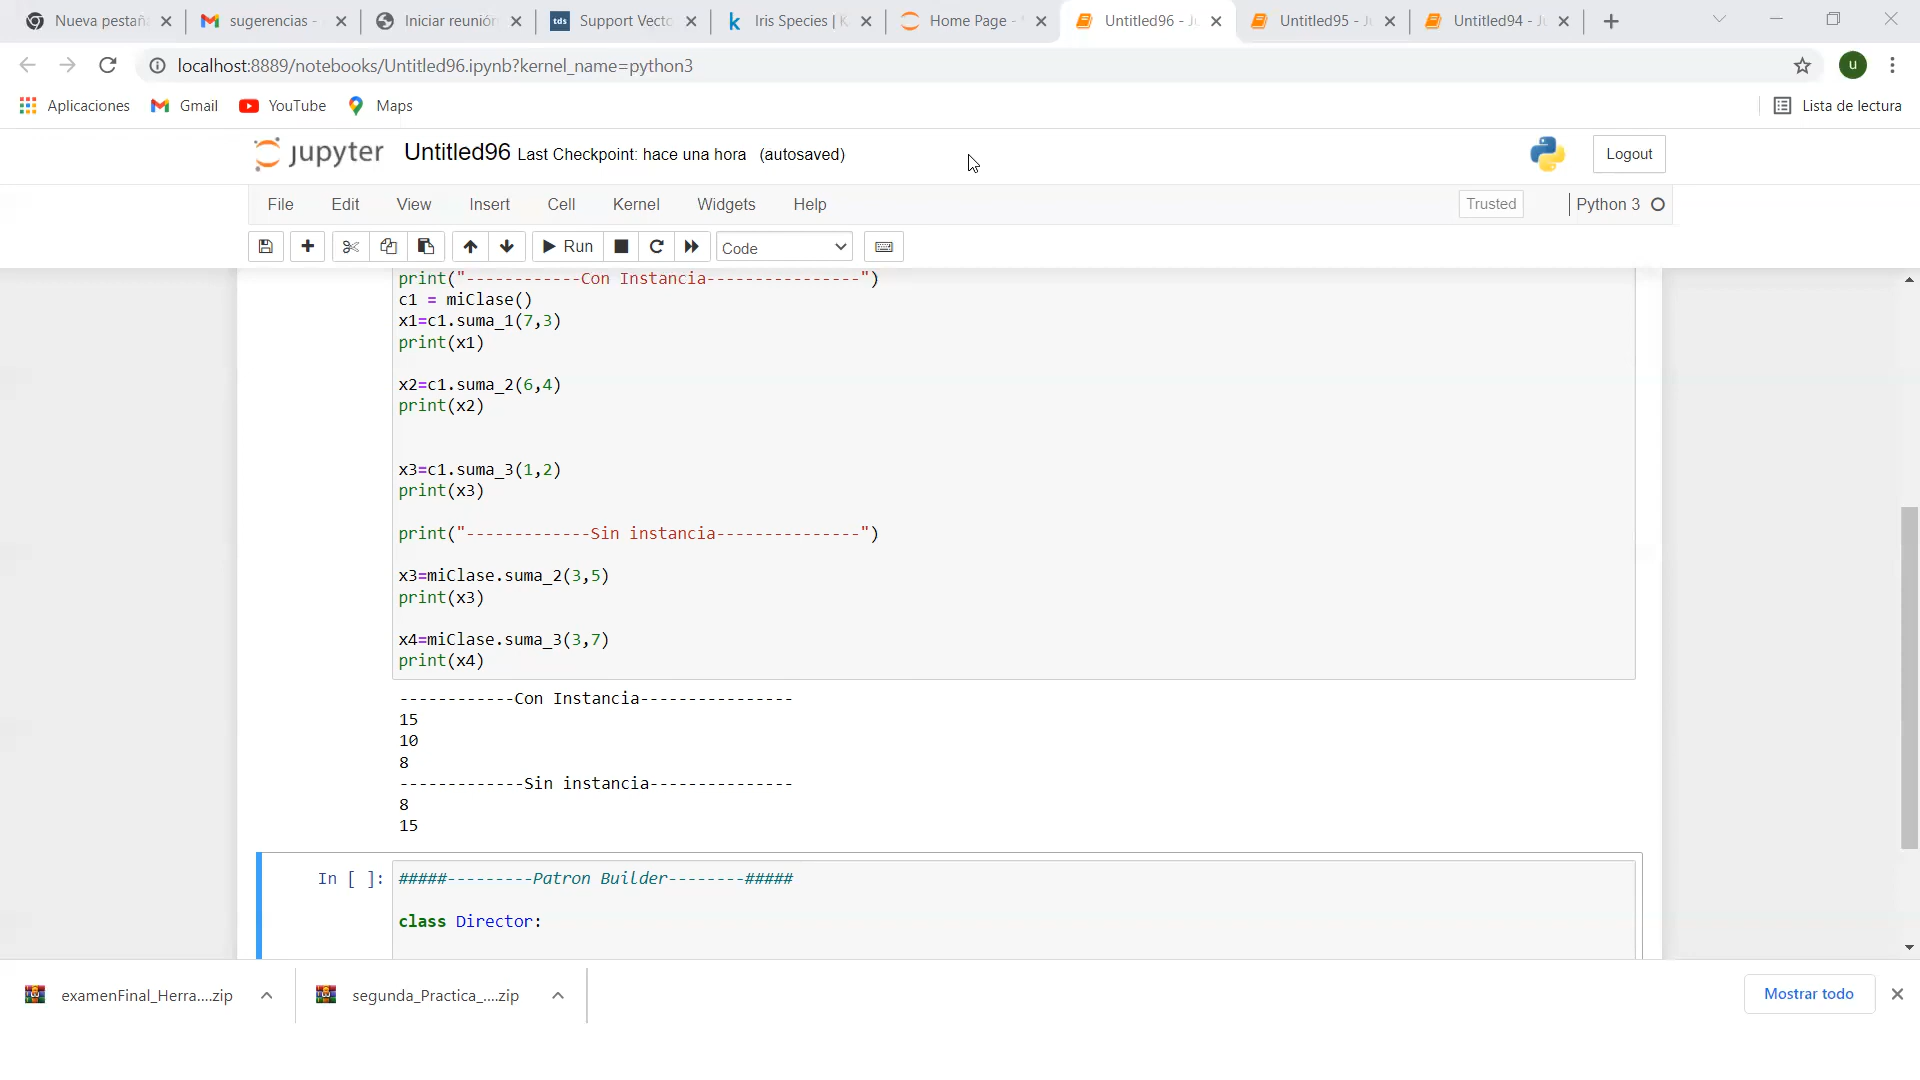 Nueva pestañ
sugerencias -
Iniciar reunión
Support Vecto
Iris Species | K
Home Page -
Untitled96 - Ju
Untitled95 - J
Untitled94 - Ju
localhost:8889/notebooks/Untitled96.ipynb?kernel_name=python3
u
Aplicaciones
Gmail
YouTube
Maps
Lista de lectura
jupyter
Untitled96 Last Checkpoint: hace una hora (autosaved)
Logout
File Edit View Insert Cell Kernel Widgets Help
Trusted
Python 3
Run
Code
print("------------Con Instancia----------------")
c1 = miClase()
x1=c1.suma_1(7,3)
print(x1)
x2=c1.suma_2(6,4)
print(x2)
x3=c1.suma_3(1,2)
print(x3)
print("-------------Sin instancia---------------")
x3=miClase.suma_2(3,5)
print(x3)
x4=miClase.suma_3(3,7)
print(x4)
------------Con Instancia----------------
15
10
8
-------------Sin instancia---------------
8
15
In [ ]:
#####---------Patron Builder--------#####
class Director:
examenFinal_Herra....zip
segunda_Practica_....zip
Mostrar todo